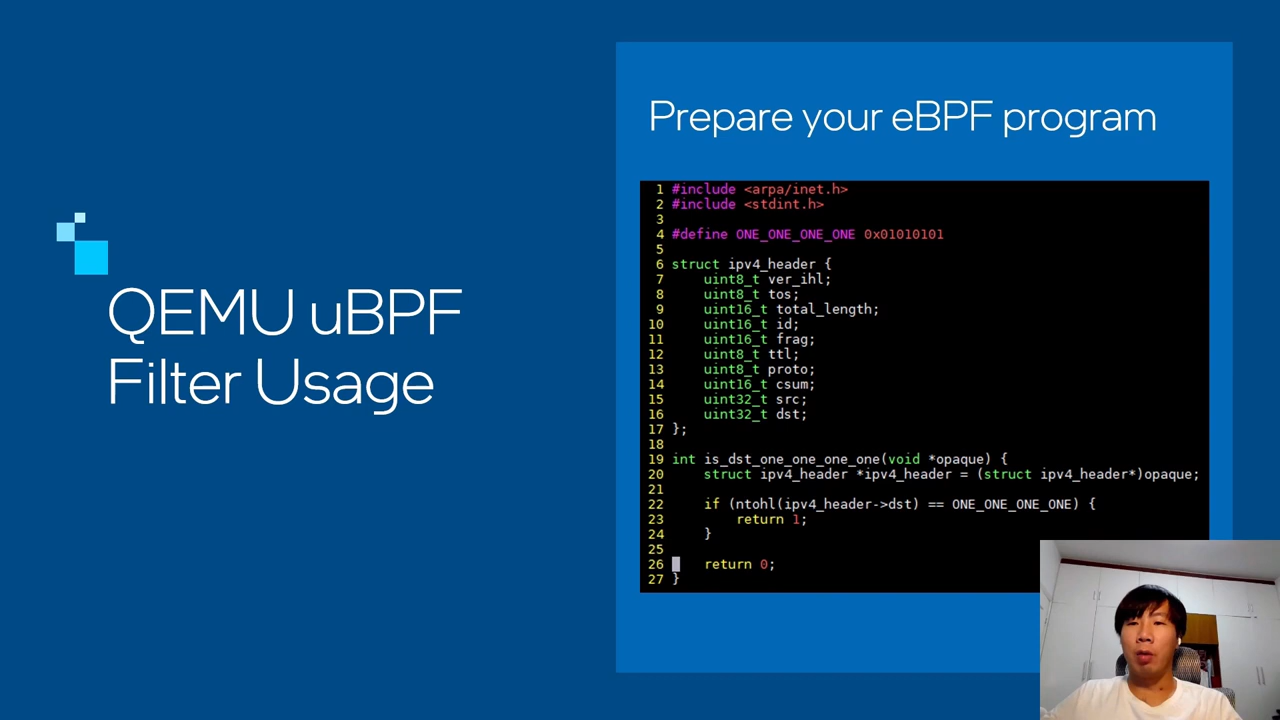 QEMU uBPF
Filter Usage
Prepare your eBPF program
1 #include <arpa/inet.h>
2 #include <stdint.h>
3
4 #define ONE_ONE_ONE_ONE 0x01010101
5
6 struct ipv4_header {
7     uint8_t ver_ihl;
8     uint8_t tos;
9     uint16_t total_length;
10     uint16_t id;
11     uint16_t frag;
12     uint8_t ttl;
13     uint8_t proto;
14     uint16_t csum;
15     uint32_t src;
16     uint32_t dst;
17 };
18
19 int is_dst_one_one_one_one(void *opaque) {
20     struct ipv4_header *ipv4_header = (struct ipv4_header*)opaque;
21
22     if (ntohl(ipv4_header->dst) == ONE_ONE_ONE_ONE) {
23         return 1;
24     }
25
26     return 0;
27 }